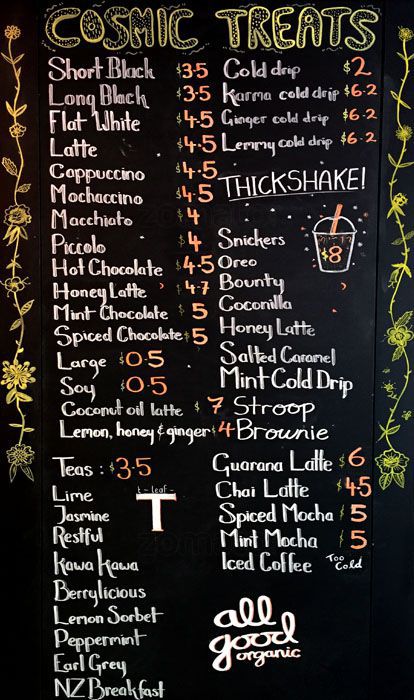 COSMIC TREATS
Short Black $3.5
Long Black $3.5
Flat White $4.5
Latte $4.5
Cappuccino $4.5
Mochaccino $4.5
Macchiato $4
Piccolo $4
Hot Chocolate $4.5
Honey Latte $4.7
Mint Chocolate $5
Spiced Chocolate $5
Large $0.5
Soy $0.5
Coconut oil latte $7
Lemon, honey & ginger $4
Teas: $3.5
t-leaf-
T
Lime
Jasmine
Restful
Kawa Kawa
Berrylicious
Lemon Sorbet
Peppermint
Earl Grey
NZ Breakfast
Cold drip $2
Karma cold drip $6.2
Ginger cold drip $6.2
Lemmy cold drip $6.2
THICKSHAKE!
$8
Snickers
Oreo
Bounty
Coconilla
Honey Latte
Salted Caramel
Mint Cold Drip
Stroop
Brownie
Guarana Latte $6
Chai Latte $4.5
Spiced Mocha $5
Mint Mocha $5
Iced Coffee Too Cold
all
good
organic